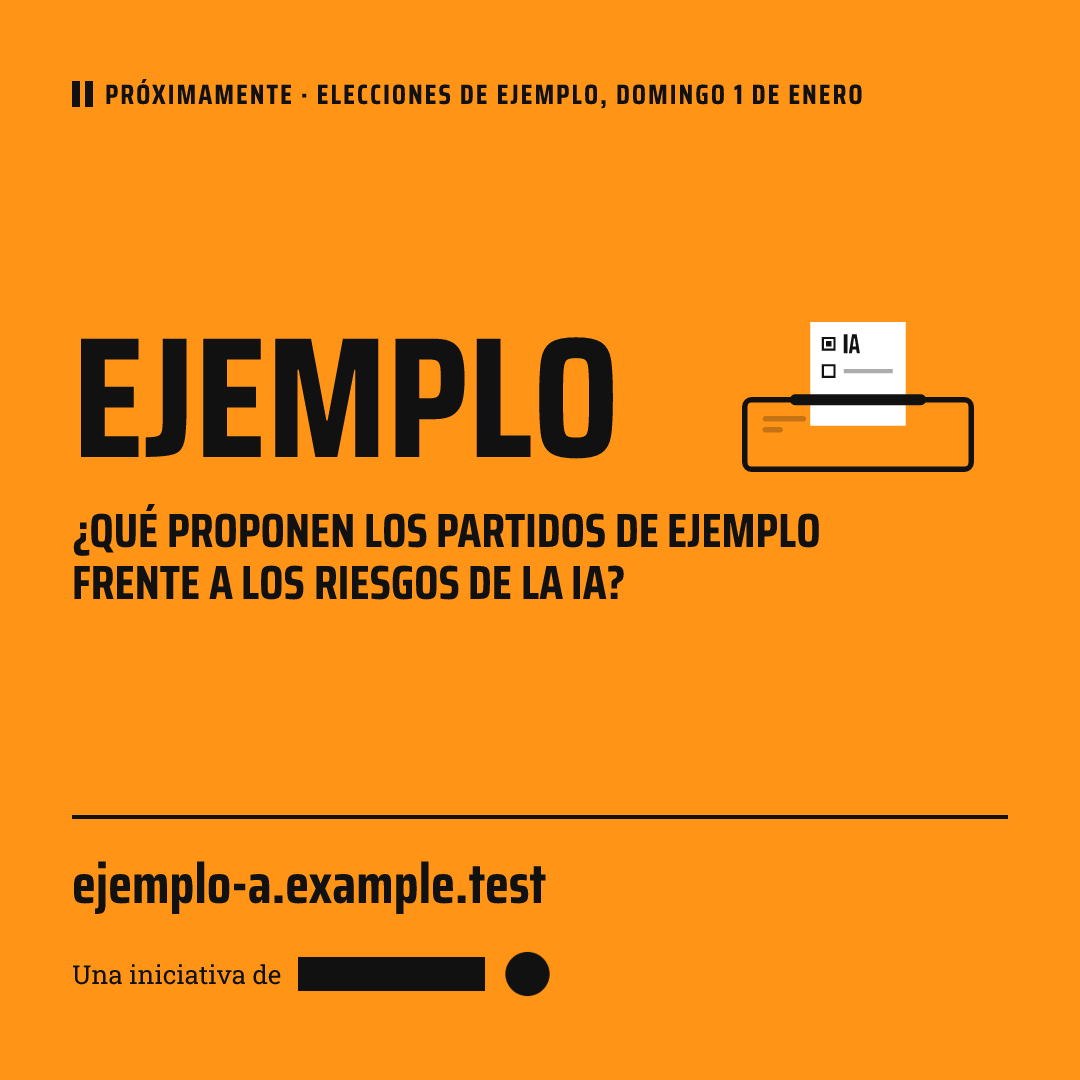 PRÓXIMAMENTE · ELECCIONES DE EJEMPLO, DOMINGO 1 DE ENERO
EJEMPLO
IA
¿QUÉ PROPONEN LOS PARTIDOS DE EJEMPLO
FRENTE A LOS RIESGOS DE LA IA?
ejemplo-a.example.test
Una iniciativa de